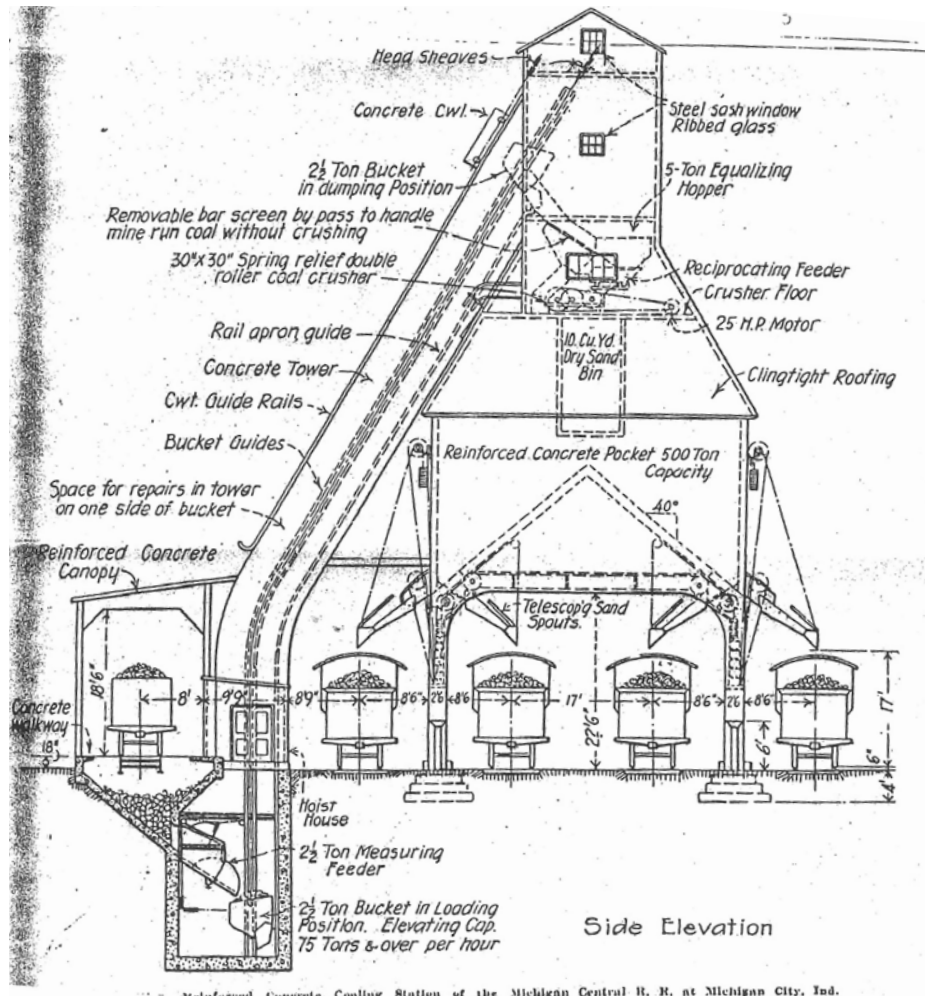 Head Sheaves
Concrete Cwt.
Steel sash window
Ribbed glass
2½ Ton Bucket
in dumping Position
5-Ton Equalizing
Hopper
Removable bar screen by pass to handle
mine run coal without crushing
30"x30" Spring relief double
roller coal crusher
Reciprocating Feeder
Crusher Floor
25 H.P. Motor
Rail apron guide
10. Cu. Yd.
Dry Sand
Bin
Concrete Tower
Clingtight Roofing
Cwt. Guide Rails
Bucket Guides
Reinforced Concrete Pocket 500 Ton
Capacity
Space for repairs in tower
on one side of bucket
40°
Reinforced Concrete
Canopy
Telescop'g Sand
Spouts.
18'6"
8' 9'9" 8'9" 8'6" 2'6" 8'6" 17' 8'6" 2'6" 8'6"
22'6"
17'
6'
6"
4'
Concrete
Walkway
18"
Hoist
House
2½ Ton Measuring
Feeder
2½ Ton Bucket in Loading
Position. Elevating Cap.
75 Tons & over per hour
Side Elevation
Reinforced Concrete Coaling Station of the Michigan Central R. R. at Michigan City, Ind.